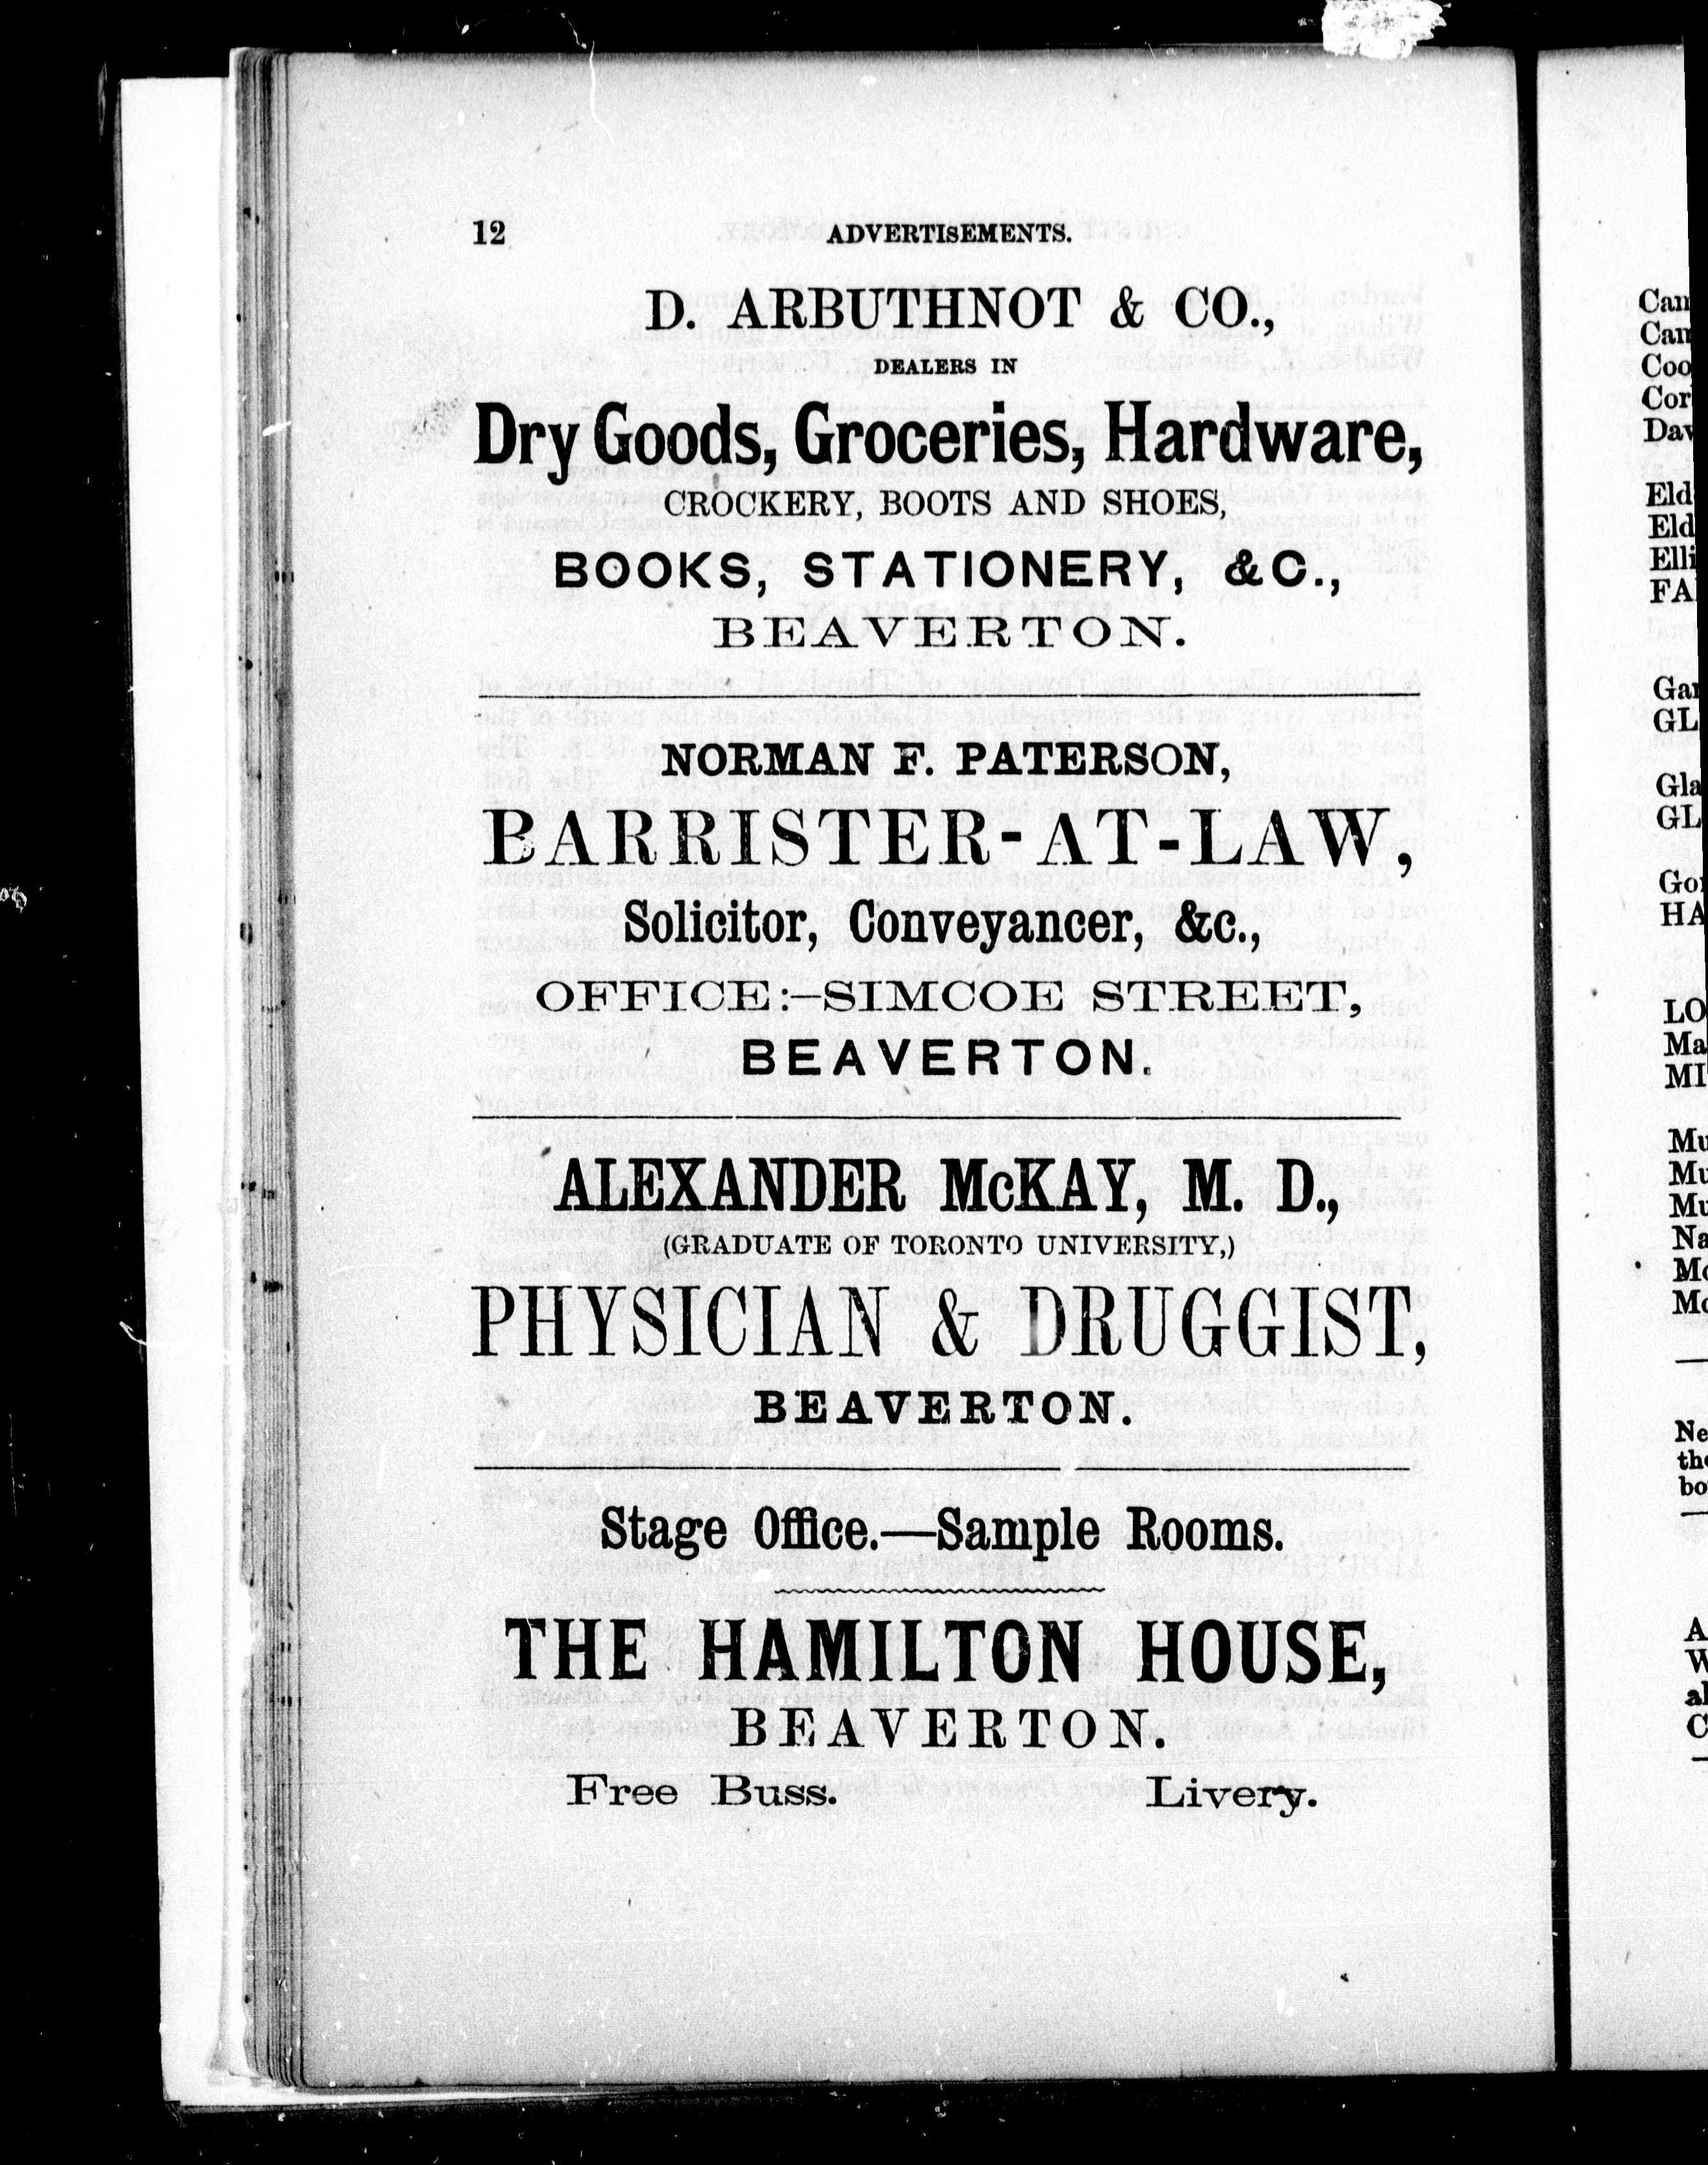 12 ADVERTISEMENTS.
D. ARBUTHNOT & CO.,
DEALERS IN
Dry Goods, Groceries, Hardware,
CROCKERY, BOOTS AND SHOES,
BOOKS, STATIONERY, &C.,
BEAVERTON.
NORMAN F. PATERSON,
BARRISTER-AT-LAW,
Solicitor, Conveyancer, &c.,
OFFICE:—SIMCOE STREET,
BEAVERTON.
ALEXANDER McKAY, M. D.,
(GRADUATE OF TORONTO UNIVERSITY,)
PHYSICIAN & DRUGGIST,
BEAVERTON.
Stage Office.—Sample Rooms.
THE HAMILTON HOUSE,
BEAVERTON.
Free Buss. Livery.